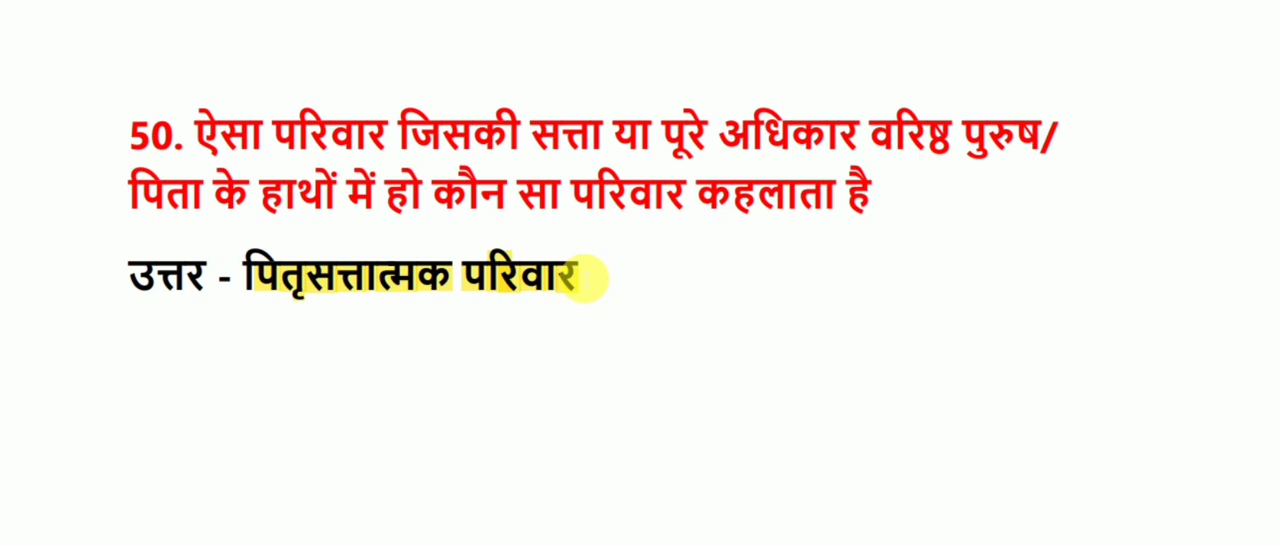 50. ऐसा परिवार जिसकी सत्ता या पूरे अधिकार वरिष्ठ पुरुष/
पिता के हाथों में हो कौन सा परिवार कहलाता है
उत्तर - पितृसत्तात्मक परिवार